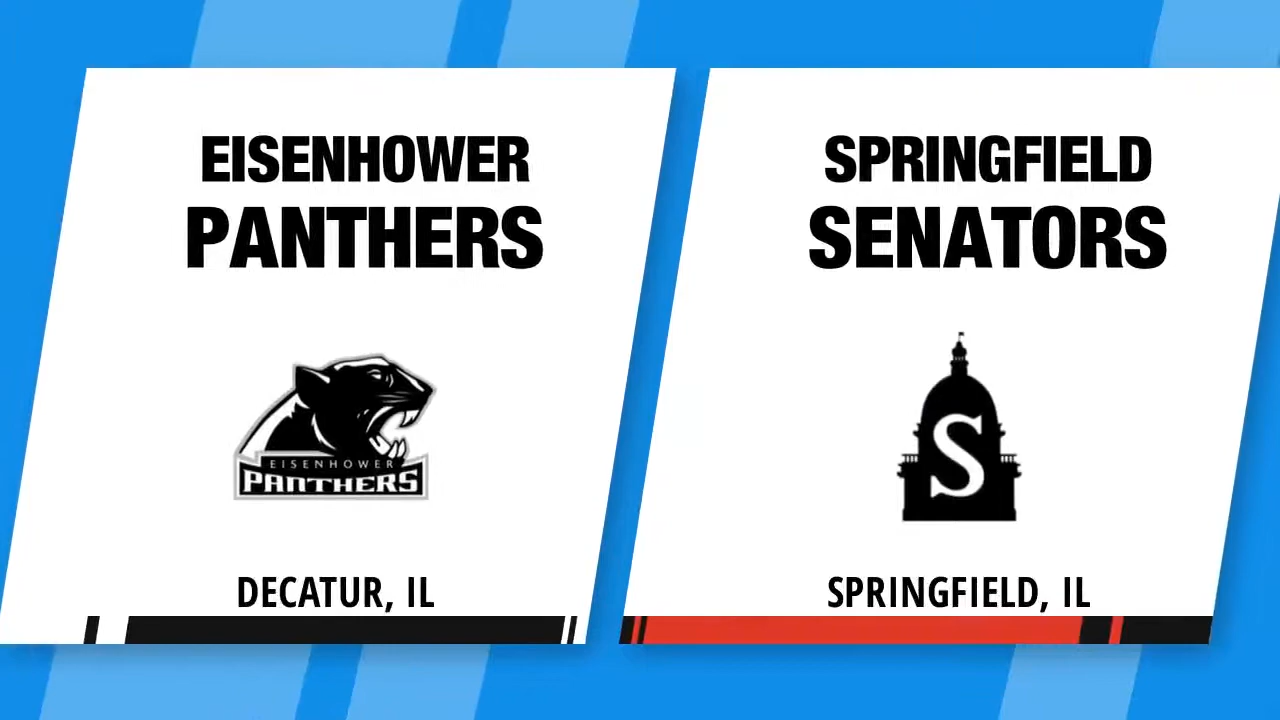 EISENHOWER
PANTHERS
EISENHOWER
PANTHERS
DECATUR, IL
SPRINGFIELD
SENATORS
S
SPRINGFIELD, IL